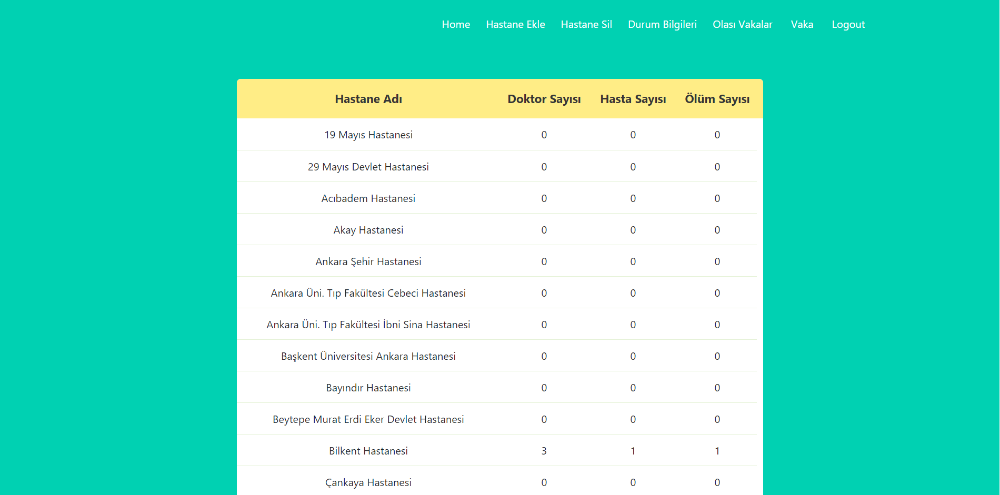 Home Hastane Ekle Hastane Sil Durum Bilgileri Olası Vakalar Vaka Logout
Hastane Adı Doktor Sayısı Hasta Sayısı Ölüm Sayısı
19 Mayıs Hastanesi 0 0 0
29 Mayıs Devlet Hastanesi 0 0 0
Acıbadem Hastanesi 0 0 0
Akay Hastanesi 0 0 0
Ankara Şehir Hastanesi 0 0 0
Ankara Üni. Tıp Fakültesi Cebeci Hastanesi 0 0 0
Ankara Üni. Tıp Fakültesi İbni Sina Hastanesi 0 0 0
Başkent Üniversitesi Ankara Hastanesi 0 0 0
Bayındır Hastanesi 0 0 0
Beytepe Murat Erdi Eker Devlet Hastanesi 0 0 0
Bilkent Hastanesi 3 1 1
Çankaya Hastanesi 0 0 0